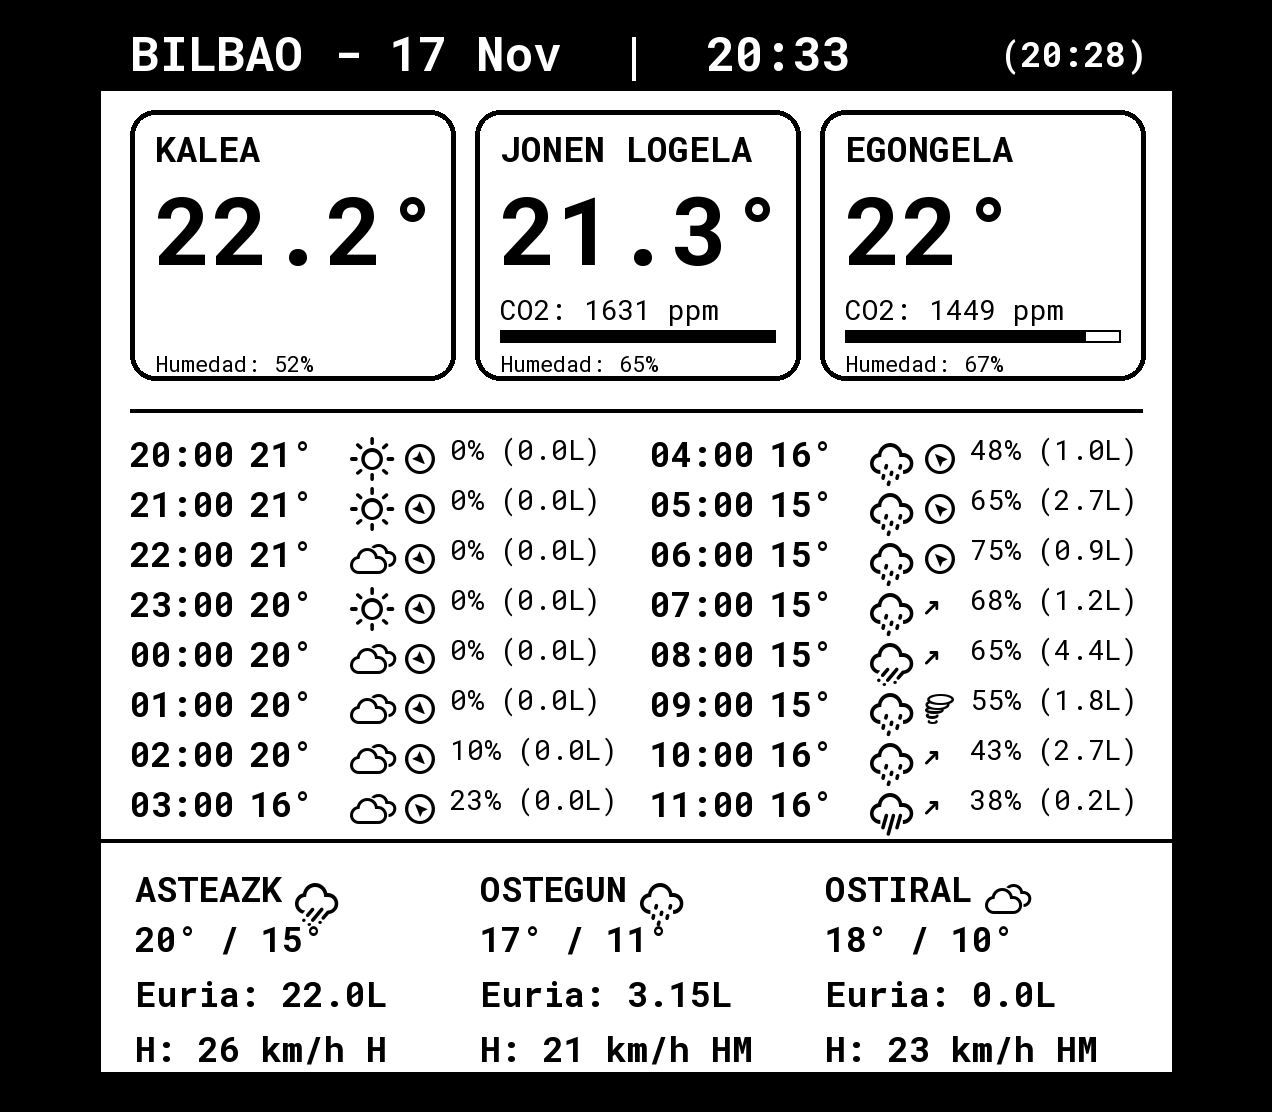 BILBAO - 17 Nov | 20:33 (20:28)
KALEA
22.2°
Humedad: 52%
JONEN LOGELA
21.3°
CO2: 1631 ppm
Humedad: 65%
EGONGELA
22°
CO2: 1449 ppm
Humedad: 67%
20:00 21° 0% (0.0L)
21:00 21° 0% (0.0L)
22:00 21° 0% (0.0L)
23:00 20° 0% (0.0L)
00:00 20° 0% (0.0L)
01:00 20° 0% (0.0L)
02:00 20° 10% (0.0L)
03:00 16° 23% (0.0L)
04:00 16° 48% (1.0L)
05:00 15° 65% (2.7L)
06:00 15° 75% (0.9L)
07:00 15° 68% (1.2L)
08:00 15° 65% (4.4L)
09:00 15° 55% (1.8L)
10:00 16° 43% (2.7L)
11:00 16° 38% (0.2L)
ASTEAZK
20° / 15°
Euria: 22.0L
H: 26 km/h H
OSTEGUN
17° / 11°
Euria: 3.15L
H: 21 km/h HM
OSTIRAL
18° / 10°
Euria: 0.0L
H: 23 km/h HM